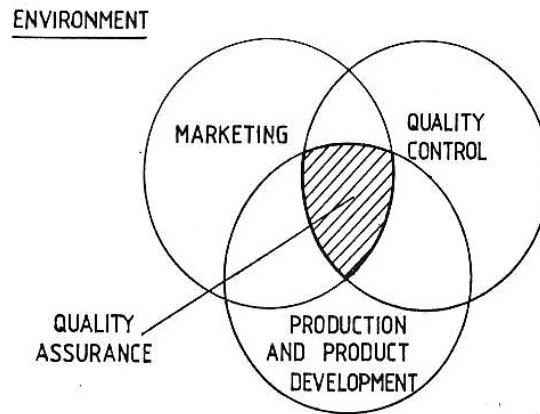 ENVIRONMENT
MARKETING
QUALITY
CONTROL
QUALITY
ASSURANCE
PRODUCTION
AND PRODUCT
DEVELOPMENT